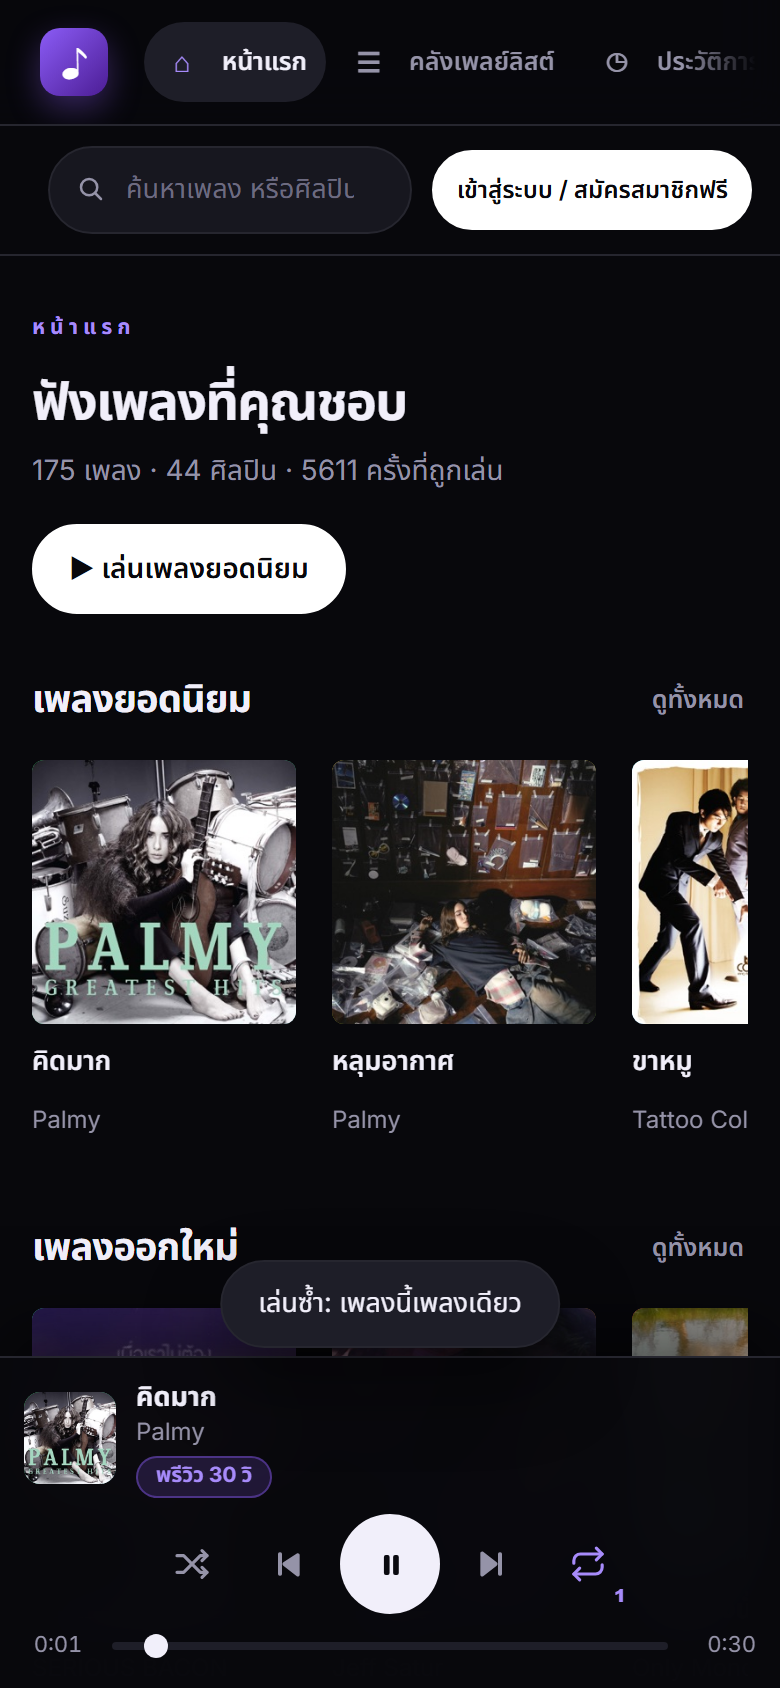 หน้าแรก
คลังเพลย์ลิสต์
ประวัติกา
ค้นหาเพลง หรือศิลปิน
เข้าสู่ระบบ / สมัครสมาชิกฟรี
หน้าแรก
ฟังเพลงที่คุณชอบ
175 เพลง · 44 ศิลปิน · 5611 ครั้งที่ถูกเล่น
▶ เล่นเพลงยอดนิยม
เพลงยอดนิยม
ดูทั้งหมด
PALMY
GREATEST HITS
คิดมาก
Palmy
หลุมอากาศ
Palmy
ขาหมู
Tattoo Col
เพลงออกใหม่
ดูทั้งหมด
เล่นซ้ำ: เพลงนี้เพลงเดียว
PALMY
คิดมาก
Palmy
พรีวิว 30 วิ
1
0:01
0:30